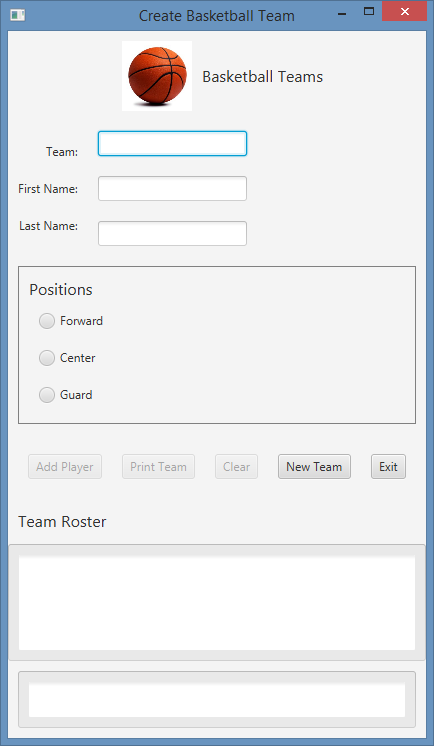 Create Basketball Team
Basketball Teams
Team:
First Name:
Last Name:
Positions
Forward
Center
Guard
Add Player Print Team Clear New Team Exit
Team Roster